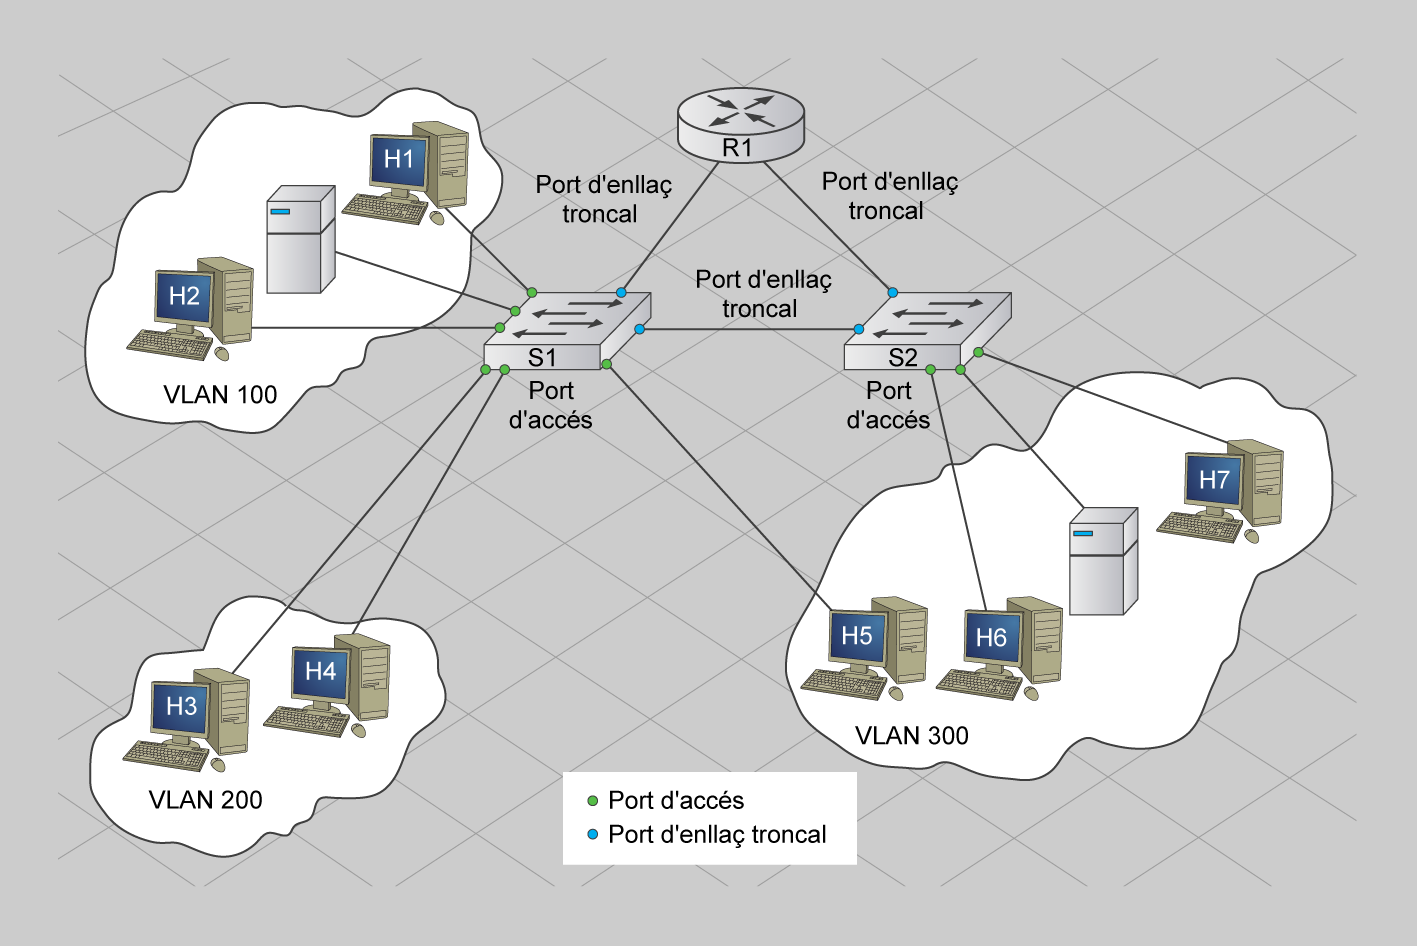 R1
H1
Port d'enllaç
troncal
Port d'enllaç
troncal
H2
Port d'enllaç
troncal
S1
S2
VLAN 100
Port
d'accés
Port
d'accés
H7
H5
H6
H4
H3
VLAN 300
VLAN 200
Port d'accés
Port d'enllaç troncal